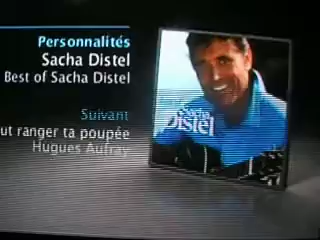 Personnalités
Sacha Distel
Best of Sacha Distel
Suivant
ut ranger ta poupée
Hugues Aufray
Sacha
Distel